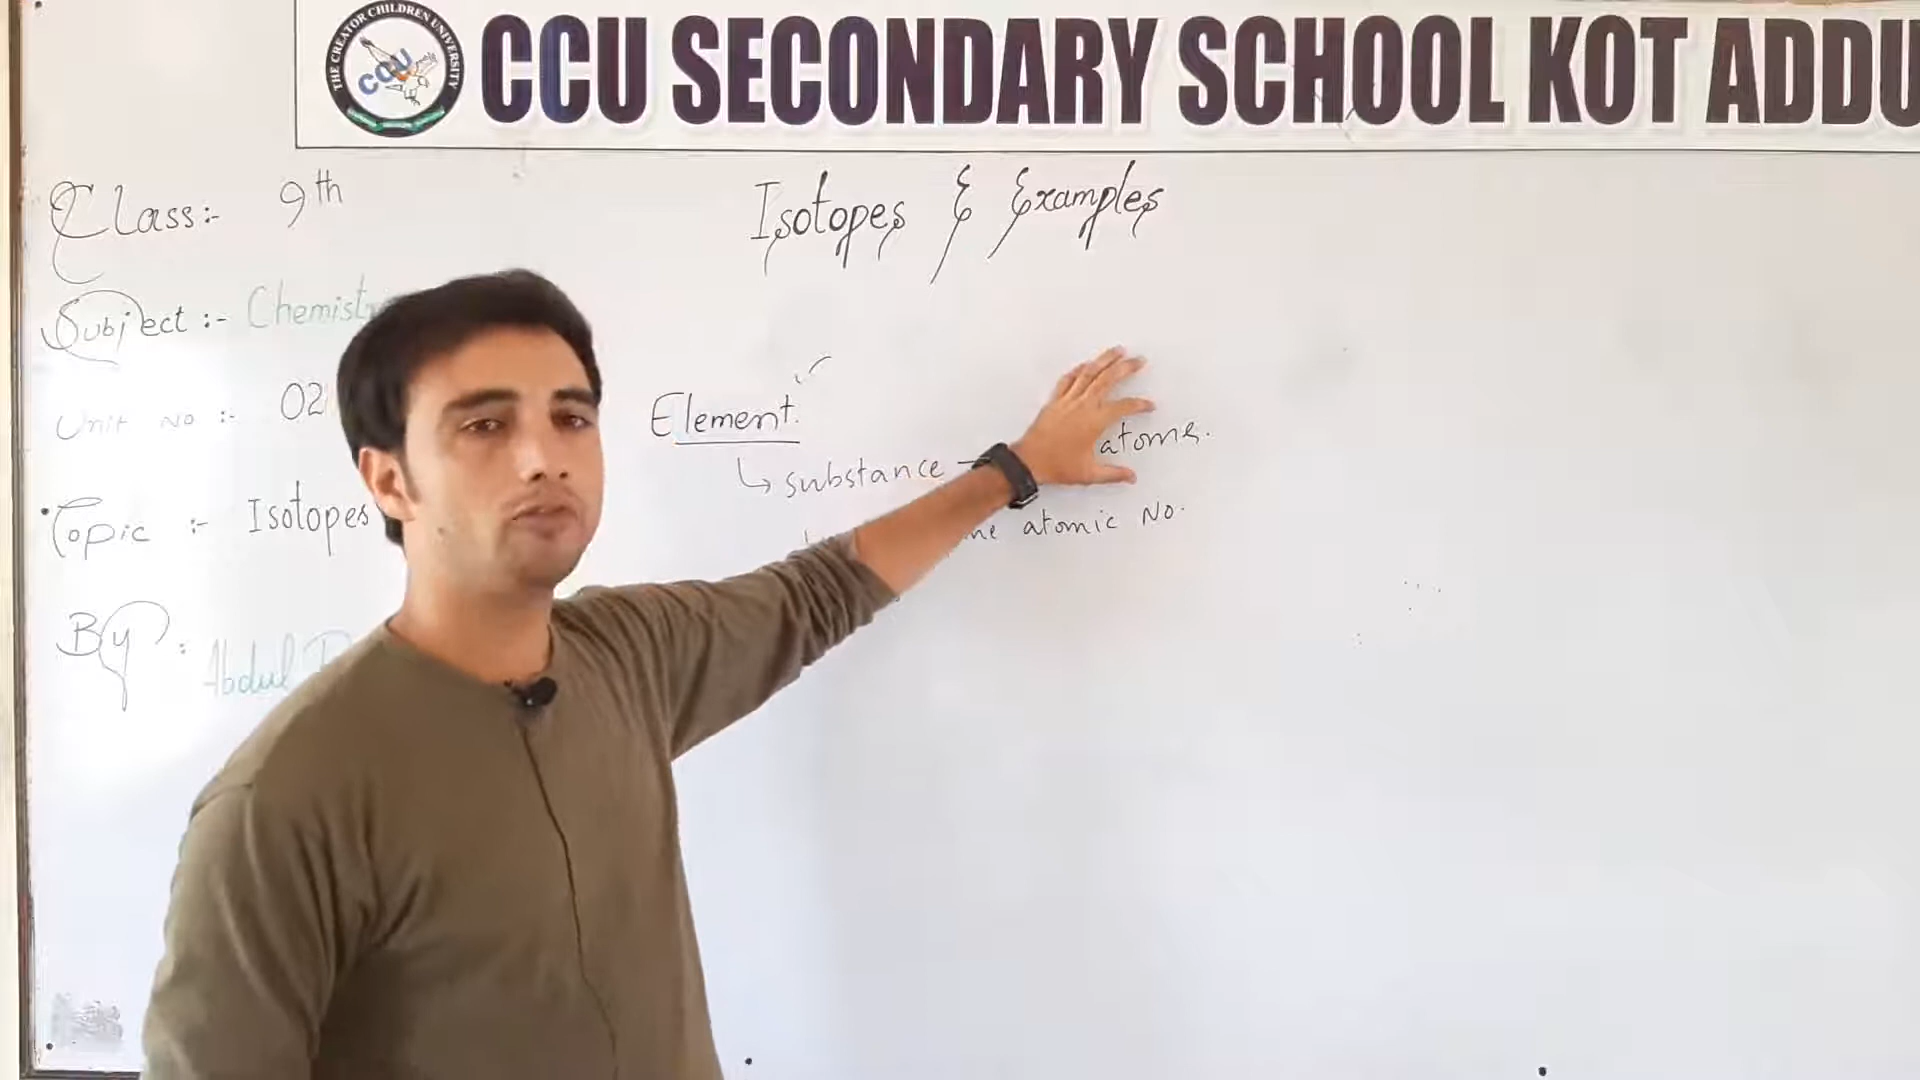 THE CREATOR CHILDREN UNIVERSITY
CCU
CCU SECONDARY SCHOOL KOT ADDU
Class:- 9th
Isotopes & Examples
Subject :- Chemistr
Unit No :- 02
Element.
↳ substance → atoms.
atomic No.
Topic :- Isotopes
By : Abdul